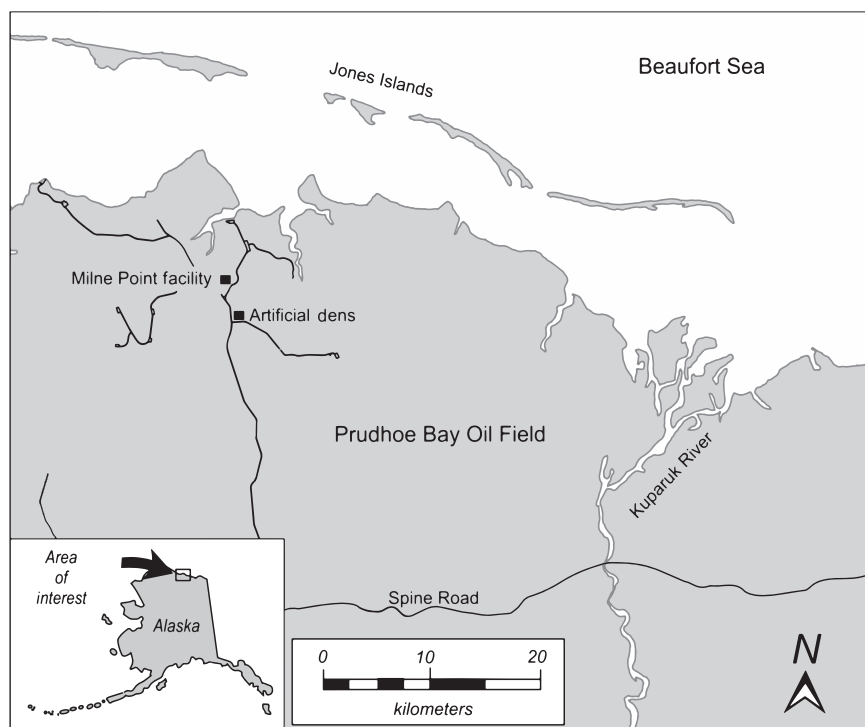 Beaufort Sea
Jones Islands
Milne Point facility
Artificial dens
Prudhoe Bay Oil Field
Kuparuk River
Area
of
interest
Alaska
Spine Road
0 10 20
kilometers
N